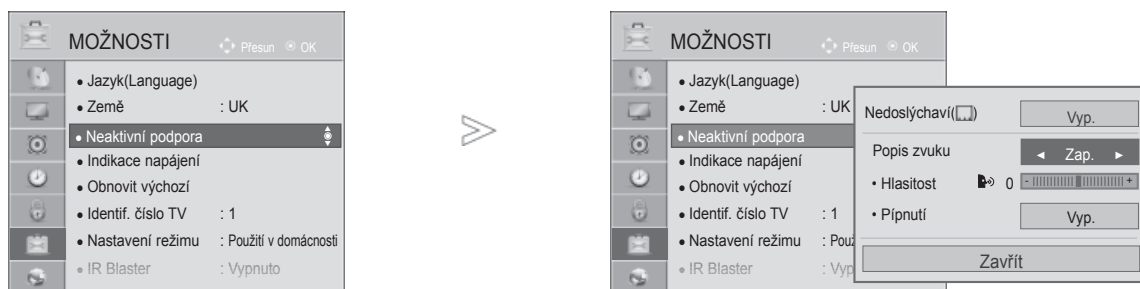 MOŽNOSTI
Přesun OK
• Jazyk(Language)
• Země : UK
• Neaktivní podpora
• Indikace napájení
• Obnovit výchozí
• Identif. číslo TV : 1
• Nastavení režimu : Použití v domácnosti
• IR Blaster : Vypnuto
MOŽNOSTI
Přesun OK
• Jazyk(Language)
• Země : UK
• Neaktivní podpora
• Indikace napájení
• Obnovit výchozí
• Identif. číslo TV : 1
• Nastavení režimu : Použ
• IR Blaster : Vyp
Nedoslýchaví() Vyp.
Popis zvuku ◄ Zap. ►
• Hlasitost 0 - +
• Pípnutí Vyp.
Zavřít